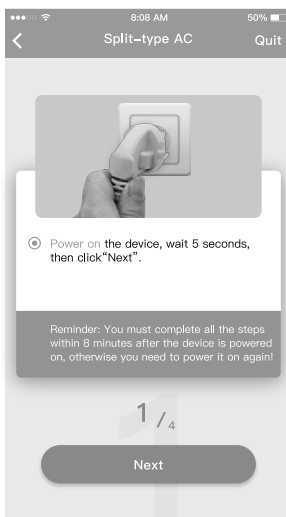 8:08 AM
50%
Split-type AC
Quit
Power on the device, wait 5 seconds,
then click“Next”.
Reminder: You must complete all the steps
within 8 minutes after the device is powered
on, otherwise you need to power it on again!
1/4
Next